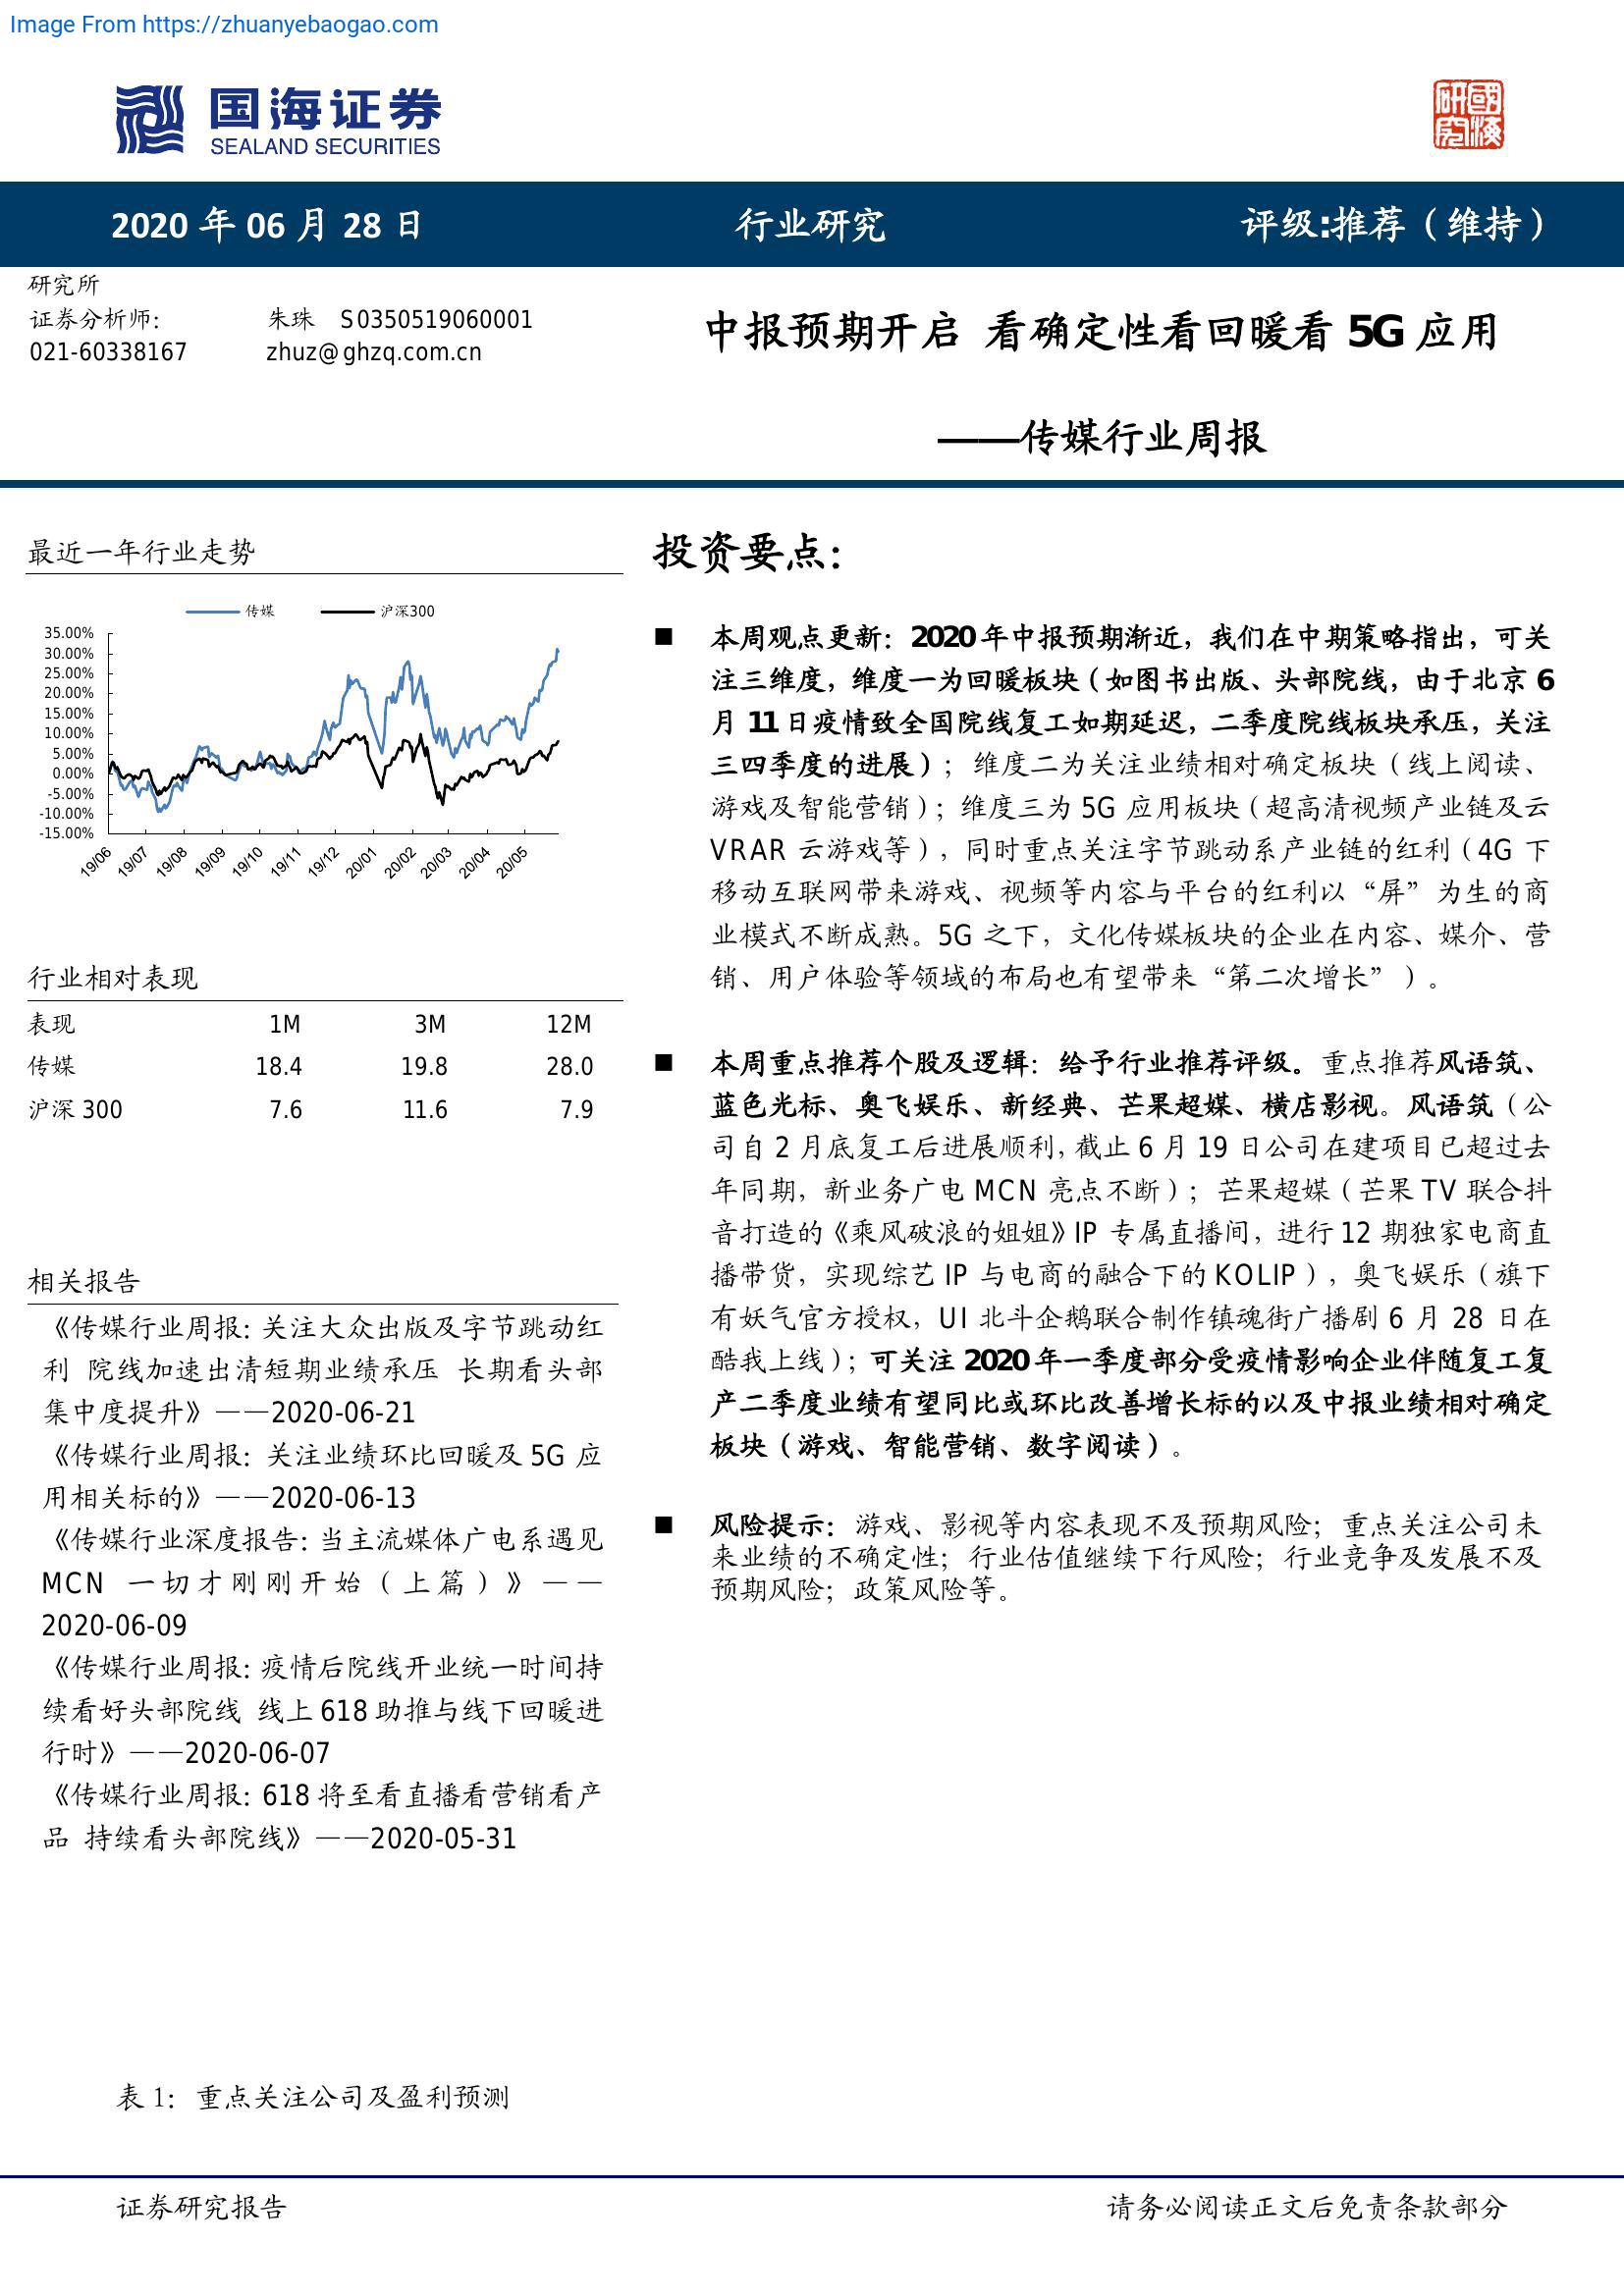 Image From https://zhuanyebaogao.com
国海证券
SEALAND SECURITIES
研究
國海
2020 年 06 月 28 日
行业研究
评级:推荐（维持）
研究所
证券分析师：
朱珠 S0350519060001
021-60338167
zhuz@ghzq.com.cn
中报预期开启 看确定性看回暖看 5G 应用
——传媒行业周报
最近一年行业走势
传媒
沪深300
35.00%
30.00%
25.00%
20.00%
15.00%
10.00%
5.00%
0.00%
-5.00%
-10.00%
-15.00%
19/06 19/07 19/08 19/09 19/10 19/11 19/12 20/01 20/02 20/03 20/04 20/05
行业相对表现
表现 1M 3M 12M
传媒 18.4 19.8 28.0
沪深 300 7.6 11.6 7.9
相关报告
《传媒行业周报：关注大众出版及字节跳动红
利 院线加速出清短期业绩承压 长期看头部
集中度提升》——2020-06-21
《传媒行业周报：关注业绩环比回暖及 5G 应
用相关标的》——2020-06-13
《传媒行业深度报告：当主流媒体广电系遇见
MCN 一切才刚刚开始（上篇）》——
2020-06-09
《传媒行业周报：疫情后院线开业统一时间持
续看好头部院线 线上 618 助推与线下回暖进
行时》——2020-06-07
《传媒行业周报：618 将至看直播看营销看产
品 持续看头部院线》——2020-05-31
投资要点：
■ 本周观点更新：2020 年中报预期渐近，我们在中期策略指出，可关
注三维度，维度一为回暖板块（如图书出版、头部院线，由于北京 6
月 11 日疫情致全国院线复工如期延迟，二季度院线板块承压，关注
三四季度的进展）；维度二为关注业绩相对确定板块（线上阅读、
游戏及智能营销）；维度三为 5G 应用板块（超高清视频产业链及云
VRAR 云游戏等），同时重点关注字节跳动系产业链的红利（4G 下
移动互联网带来游戏、视频等内容与平台的红利以“屏”为生的商
业模式不断成熟。5G 之下，文化传媒板块的企业在内容、媒介、营
销、用户体验等领域的布局也有望带来“第二次增长”）。
■ 本周重点推荐个股及逻辑：给予行业推荐评级。重点推荐风语筑、
蓝色光标、奥飞娱乐、新经典、芒果超媒、横店影视。风语筑（公
司自 2 月底复工后进展顺利，截止 6 月 19 日公司在建项目已超过去
年同期，新业务广电 MCN 亮点不断）；芒果超媒（芒果 TV 联合抖
音打造的《乘风破浪的姐姐》IP 专属直播间，进行 12 期独家电商直
播带货，实现综艺 IP 与电商的融合下的 KOLIP），奥飞娱乐（旗下
有妖气官方授权，UI 北斗企鹅联合制作镇魂街广播剧 6 月 28 日在
酷我上线）；可关注 2020 年一季度部分受疫情影响企业伴随复工复
产二季度业绩有望同比或环比改善增长标的以及中报业绩相对确定
板块（游戏、智能营销、数字阅读）。
■ 风险提示：游戏、影视等内容表现不及预期风险；重点关注公司未
来业绩的不确定性；行业估值继续下行风险；行业竞争及发展不及
预期风险；政策风险等。
表 1：重点关注公司及盈利预测
证券研究报告
请务必阅读正文后免责条款部分